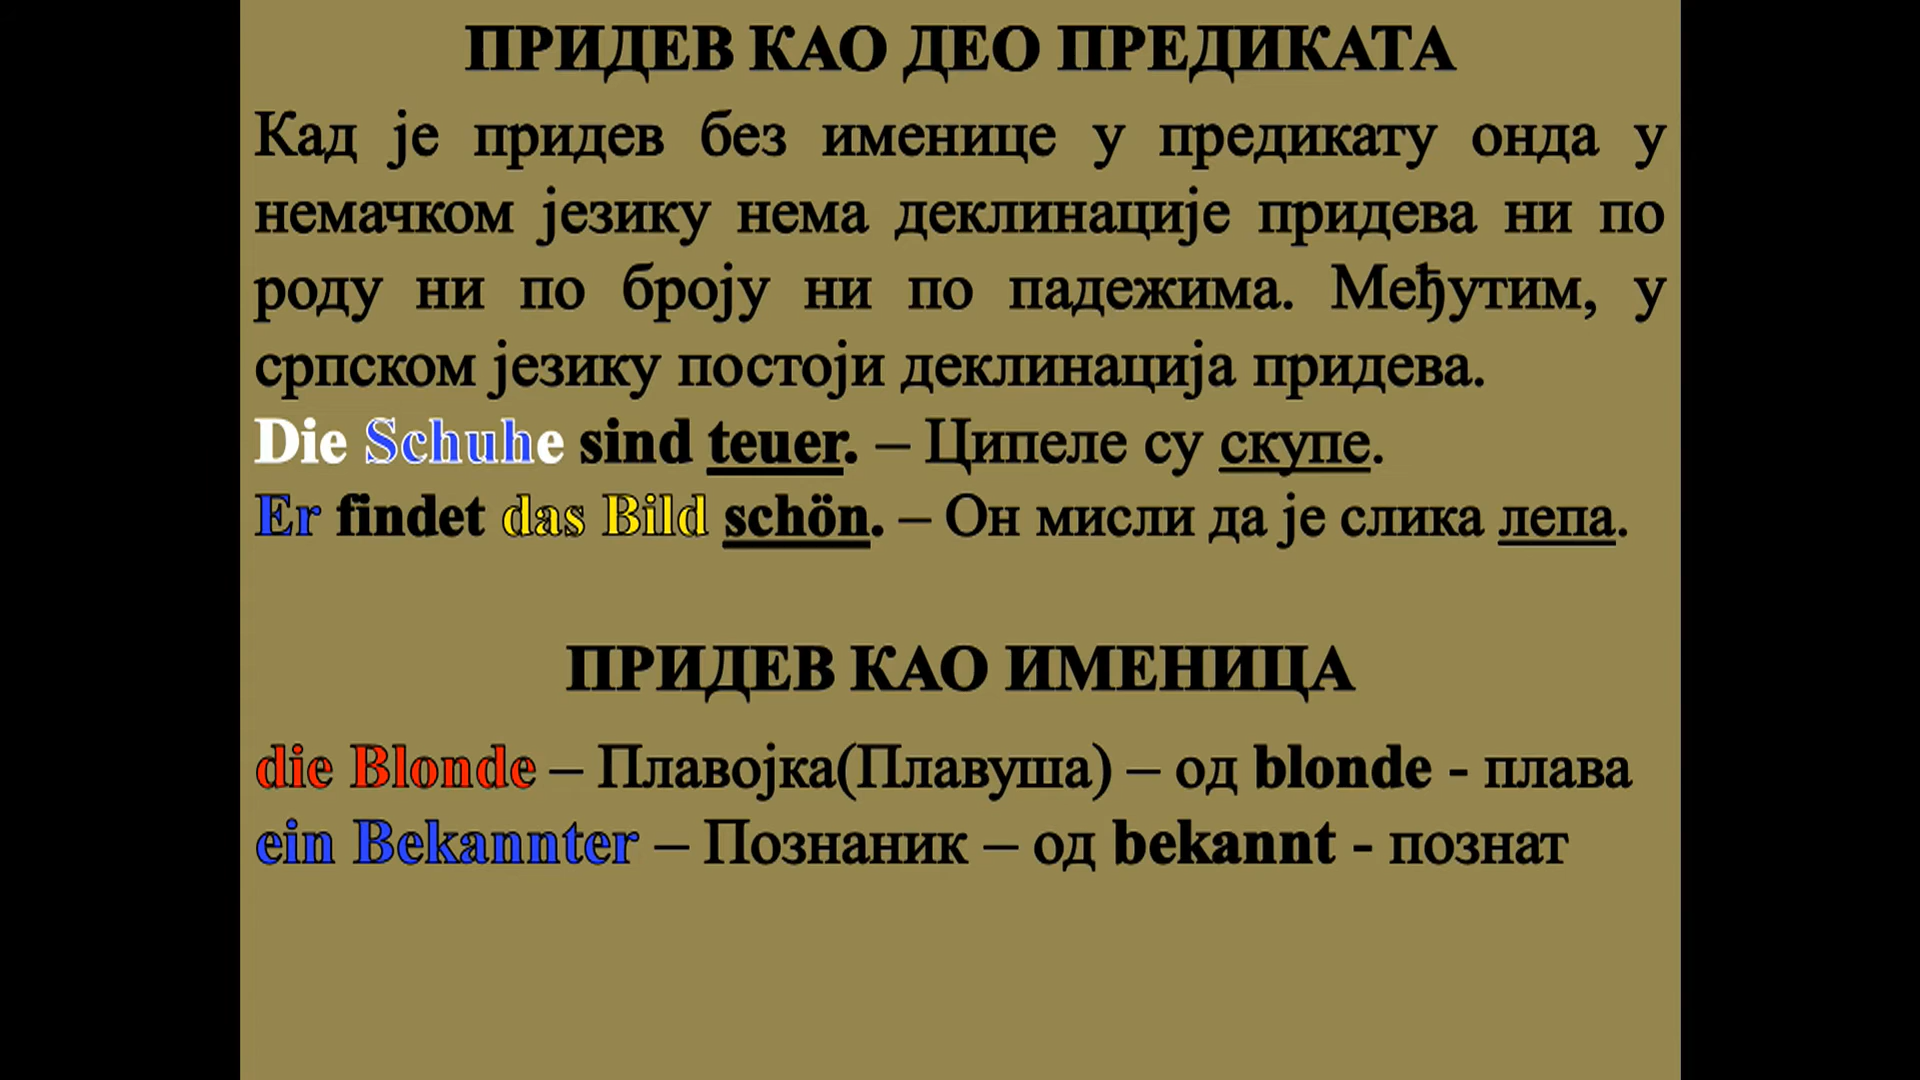 ПРИДЕВ КАО ДЕО ПРЕДИКАТА
Кад је придев без именице у предикату онда у
немачком језику нема деклинације придева ни по
роду ни по броју ни по падежима. Међутим, у
српском језику постоји деклинација придева.
Die Schuhe sind teuer. – Ципеле су скупе.
Er findet das Bild schön. – Он мисли да је слика лепа.
ПРИДЕВ КАО ИМЕНИЦА
die Blonde – Плавојка(Плавуша) – од blonde - плава
ein Bekannter – Познаник – од bekannt - познат